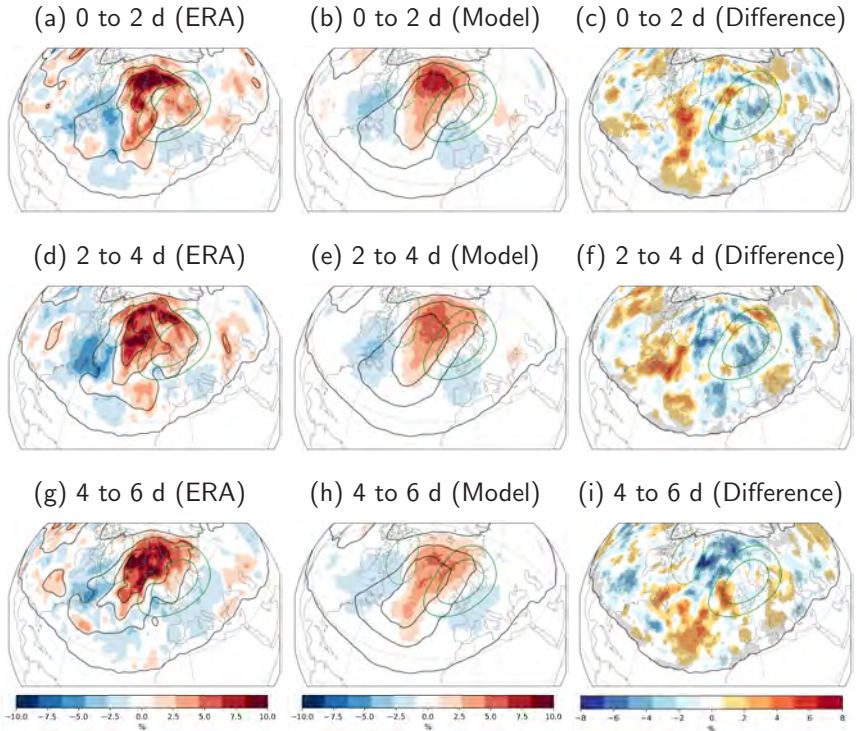 (a) 0 to 2 d (ERA) (b) 0 to 2 d (Model) (c) 0 to 2 d (Difference)
(d) 2 to 4 d (ERA) (e) 2 to 4 d (Model) (f) 2 to 4 d (Difference)
(g) 4 to 6 d (ERA) (h) 4 to 6 d (Model) (i) 4 to 6 d (Difference)
−10.0 −7.5 −5.0 −2.5 0.0 2.5 5.0 7.5 10.0 −10.0 −7.5 −5.0 −2.5 0.0 2.5 5.0 7.5 10.0 −8 −6 −4 −2 0 2 4 6 8
% % %